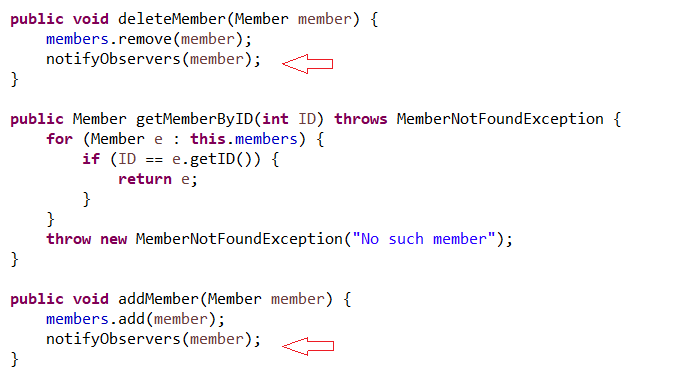 public void deleteMember(Member member) {
    members.remove(member);
    notifyObservers(member);
}
public Member getMemberByID(int ID) throws MemberNotFoundException {
    for (Member e : this.members) {
        if (ID == e.getID()) {
            return e;
        }
    }
    throw new MemberNotFoundException("No such member");
}
public void addMember(Member member) {
    members.add(member);
    notifyObservers(member);
}